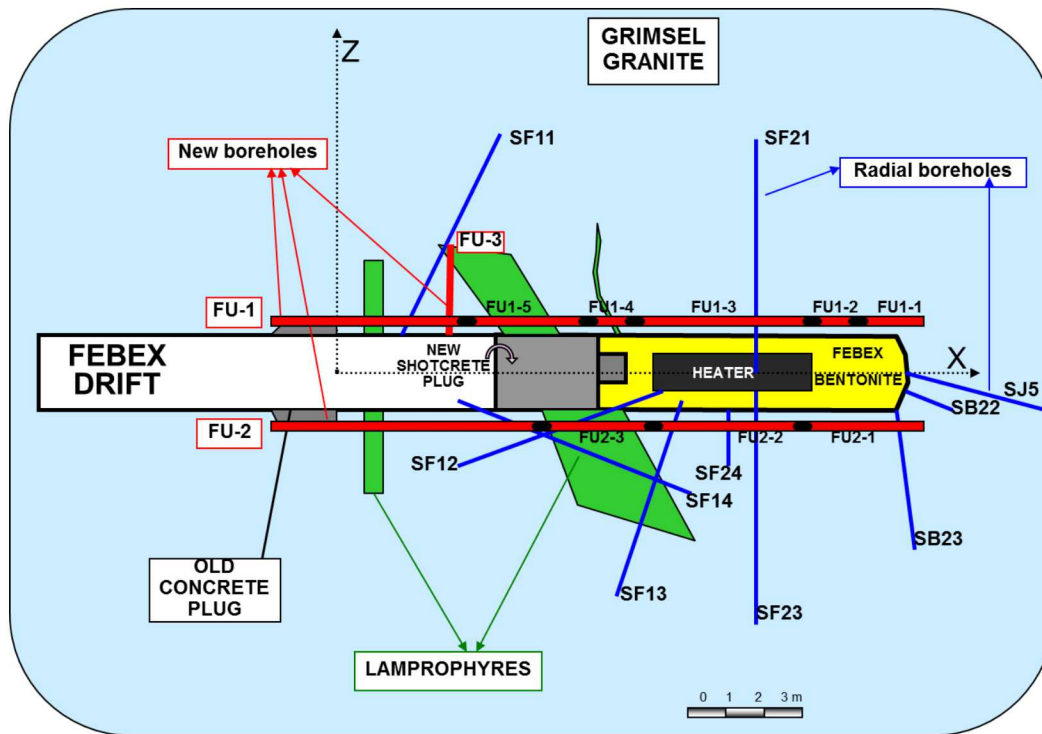 GRIMSEL
GRANITE
Z
New boreholes
SF11
SF21
Radial boreholes
FU-3
FU-1
FU1-5
FU1-4
FU1-3
FU1-2
FU1-1
FEBEX
DRIFT
NEW
SHOTCRETE
PLUG
HEATER
FEBEX
BENTONITE
X
SJ5
SB22
FU-2
FU2-3
FU2-2
FU2-1
SF12
SF24
SF14
SB23
OLD
CONCRETE
PLUG
SF13
SF23
LAMPROPHYRES
0 1 2 3 m